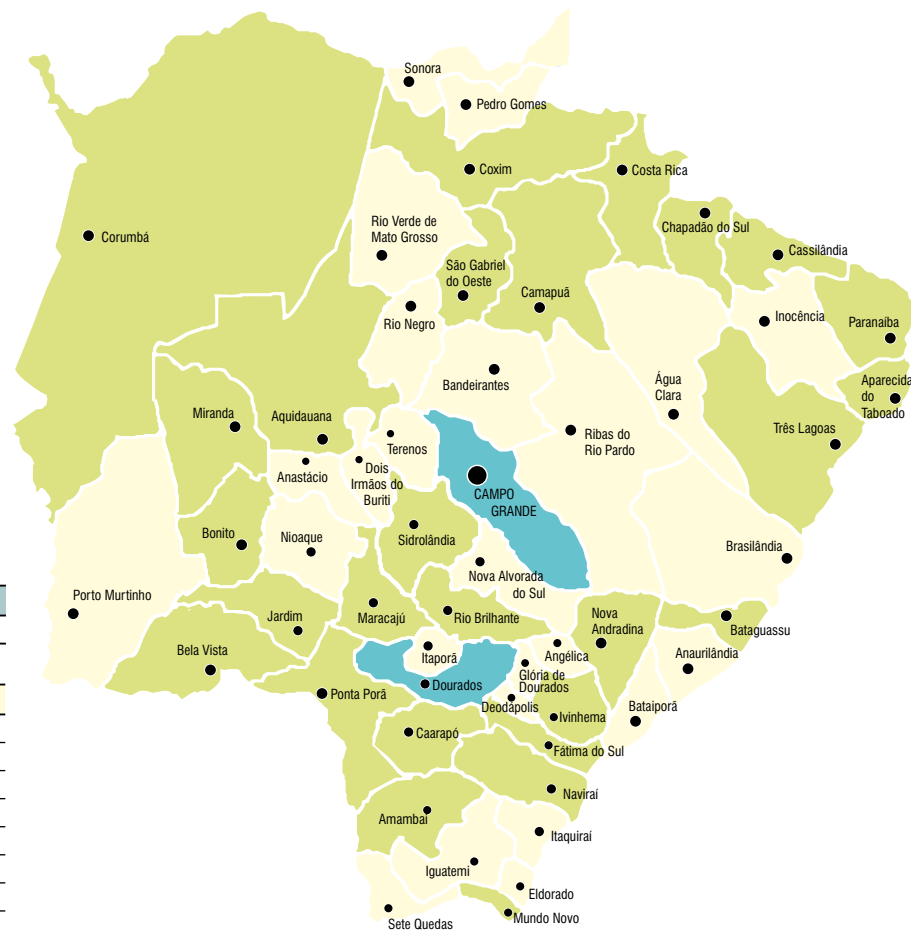 Sonora
Pedro Gomes
Coxim
Costa Rica
Chapadão do Sul
Cassilândia
Corumbá
Rio Verde de
Mato Grosso
São Gabriel
do Oeste
Camapuã
Rio Negro
Inocência
Paranaíba
Bandeirantes
Água
Clara
Aparecida
do
Taboado
Miranda
Aquidauana
Terenos
Ribas do
Rio Pardo
Três Lagoas
Anastácio
Dois
Irmãos do
Buriti
CAMPO
GRANDE
Bonito
Nioaque
Sidrolândia
Brasilândia
Nova Alvorada
do Sul
Porto Murtinho
Jardim
Maracajú
Rio Brilhante
Nova
Andradina
Bataguassu
Bela Vista
Itaporã
Angélica
Anaurilândia
Glória de
Dourados
Dourados
Ponta Porã
Deodápolis
Ivinhema
Bataiporã
Caarapó
Fátima do Sul
Naviraí
Amambaí
Itaquiraí
Iguatemi
Eldorado
Sete Quedas
Mundo Novo